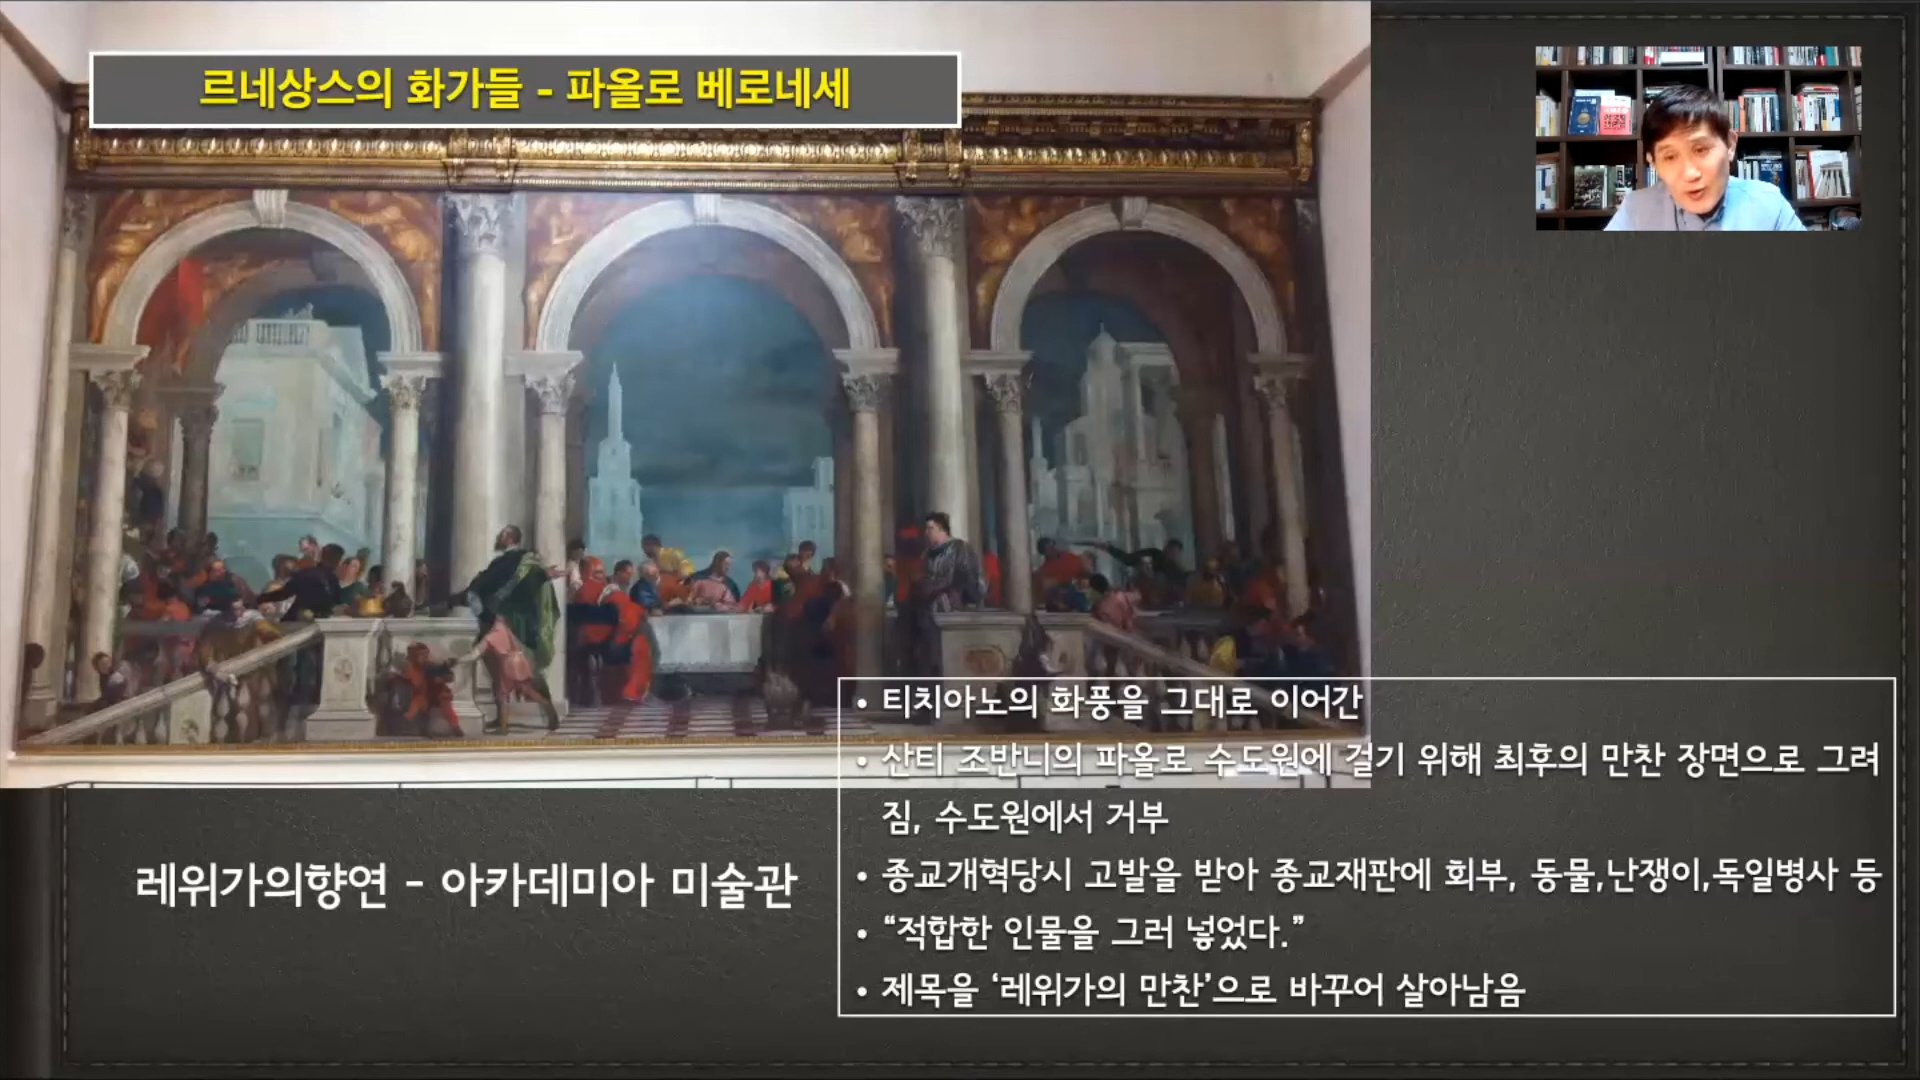 르네상스의 화가들 - 파올로 베로네세
• 티치아노의 화풍을 그대로 이어간
• 산티 조반니의 파올로 수도원에 걸기 위해 최후의 만찬 장면으로 그려
짐, 수도원에서 거부
• 종교개혁당시 고발을 받아 종교재판에 회부, 동물,난쟁이,독일병사 등
• “적합한 인물을 그러 넣었다.”
• 제목을 ‘레위가의 만찬’으로 바꾸어 살아남음
레위가의향연 - 아카데미아 미술관